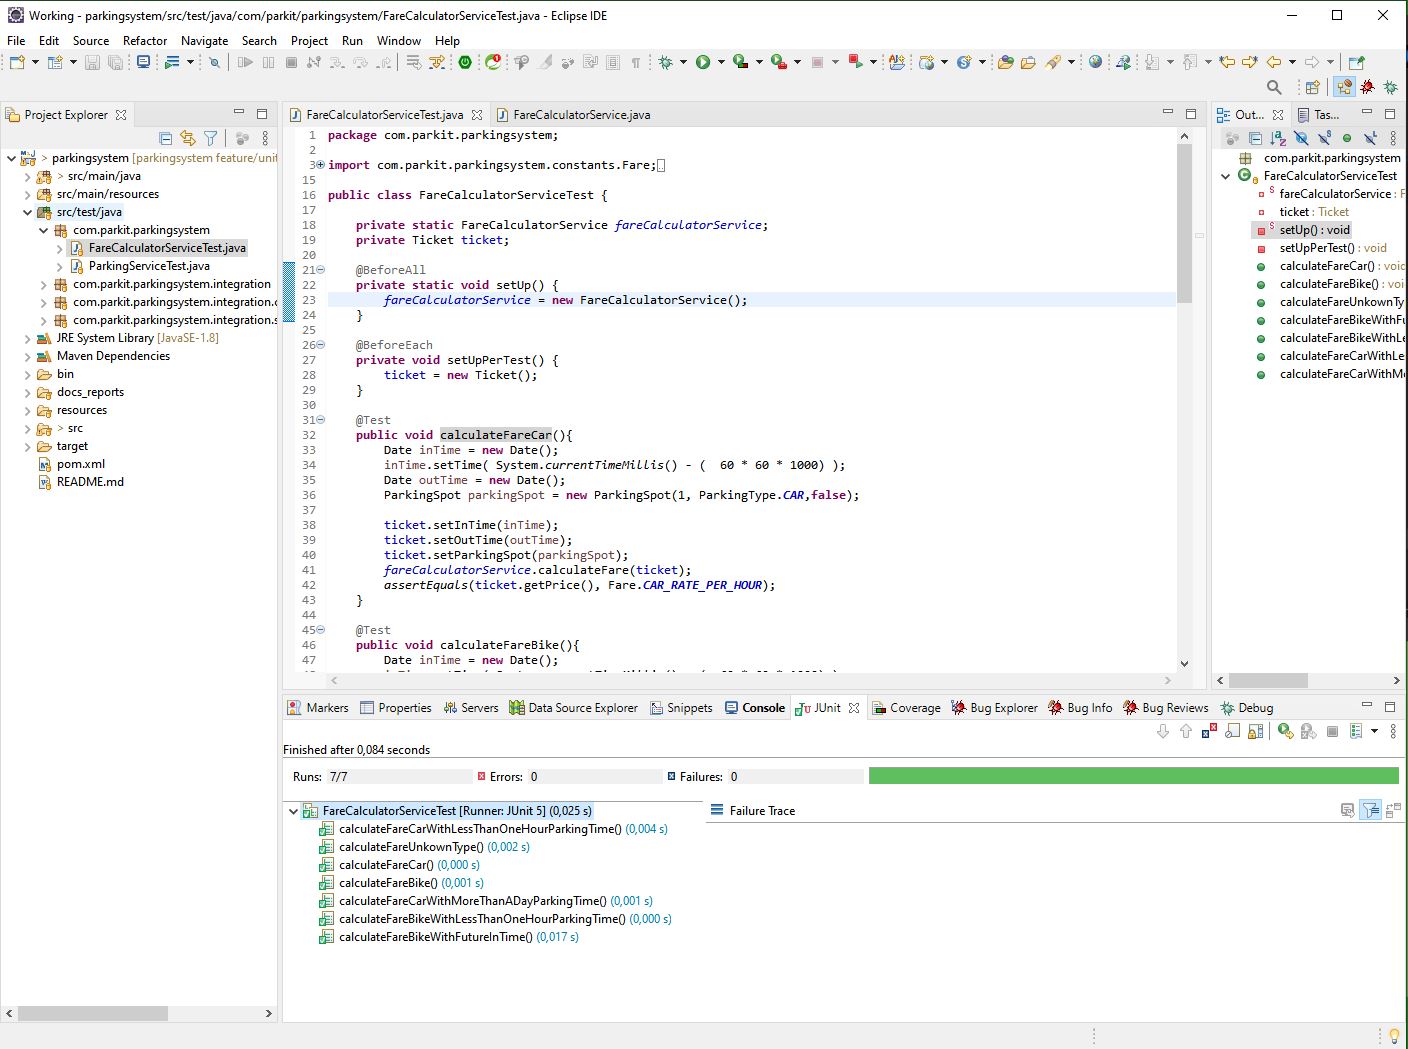 Working - parkingsystem/src/test/java/com/parkit/parkingsystem/FareCalculatorServiceTest.java - Eclipse IDE
File Edit Source Refactor Navigate Search Project Run Window Help
Project Explorer
> parkingsystem [parkingsystem feature/unit
> src/main/java
src/main/resources
src/test/java
com.parkit.parkingsystem
FareCalculatorServiceTest.java
ParkingServiceTest.java
com.parkit.parkingsystem.integration
com.parkit.parkingsystem.integration.c
com.parkit.parkingsystem.integration.s
JRE System Library [JavaSE-1.8]
Maven Dependencies
bin
docs_reports
resources
> src
target
pom.xml
README.md
FareCalculatorServiceTest.java FareCalculatorService.java
1 package com.parkit.parkingsystem;
2
3 import com.parkit.parkingsystem.constants.Fare;
15
16 public class FareCalculatorServiceTest {
17
18 private static FareCalculatorService fareCalculatorService;
19 private Ticket ticket;
20
21 @BeforeAll
22 private static void setUp() {
23 fareCalculatorService = new FareCalculatorService();
24 }
25
26 @BeforeEach
27 private void setUpPerTest() {
28 ticket = new Ticket();
29 }
30
31 @Test
32 public void calculateFareCar(){
33 Date inTime = new Date();
34 inTime.setTime( System.currentTimeMillis() - (  60 * 60 * 1000) );
35 Date outTime = new Date();
36 ParkingSpot parkingSpot = new ParkingSpot(1, ParkingType.CAR,false);
37
38 ticket.setInTime(inTime);
39 ticket.setOutTime(outTime);
40 ticket.setParkingSpot(parkingSpot);
41 fareCalculatorService.calculateFare(ticket);
42 assertEquals(ticket.getPrice(), Fare.CAR_RATE_PER_HOUR);
43 }
44
45 @Test
46 public void calculateFareBike(){
47 Date inTime = new Date();
Out... Tas...
com.parkit.parkingsystem
FareCalculatorServiceTest
fareCalculatorService : F
ticket : Ticket
setUp() : void
setUpPerTest() : void
calculateFareCar() : void
calculateFareBike() : voi
calculateFareUnkownTy
calculateFareBikeWithFu
calculateFareBikeWithLe
calculateFareCarWithLe
calculateFareCarWithMo
Markers Properties Servers Data Source Explorer Snippets Console JUnit Coverage Bug Explorer Bug Info Bug Reviews Debug
Finished after 0,084 seconds
Runs: 7/7 Errors: 0 Failures: 0
FareCalculatorServiceTest [Runner: JUnit 5] (0,025 s)
calculateFareCarWithLessThanOneHourParkingTime() (0,004 s)
calculateFareUnkownType() (0,002 s)
calculateFareCar() (0,000 s)
calculateFareBike() (0,001 s)
calculateFareCarWithMoreThanADayParkingTime() (0,001 s)
calculateFareBikeWithLessThanOneHourParkingTime() (0,000 s)
calculateFareBikeWithFutureInTime() (0,017 s)
Failure Trace